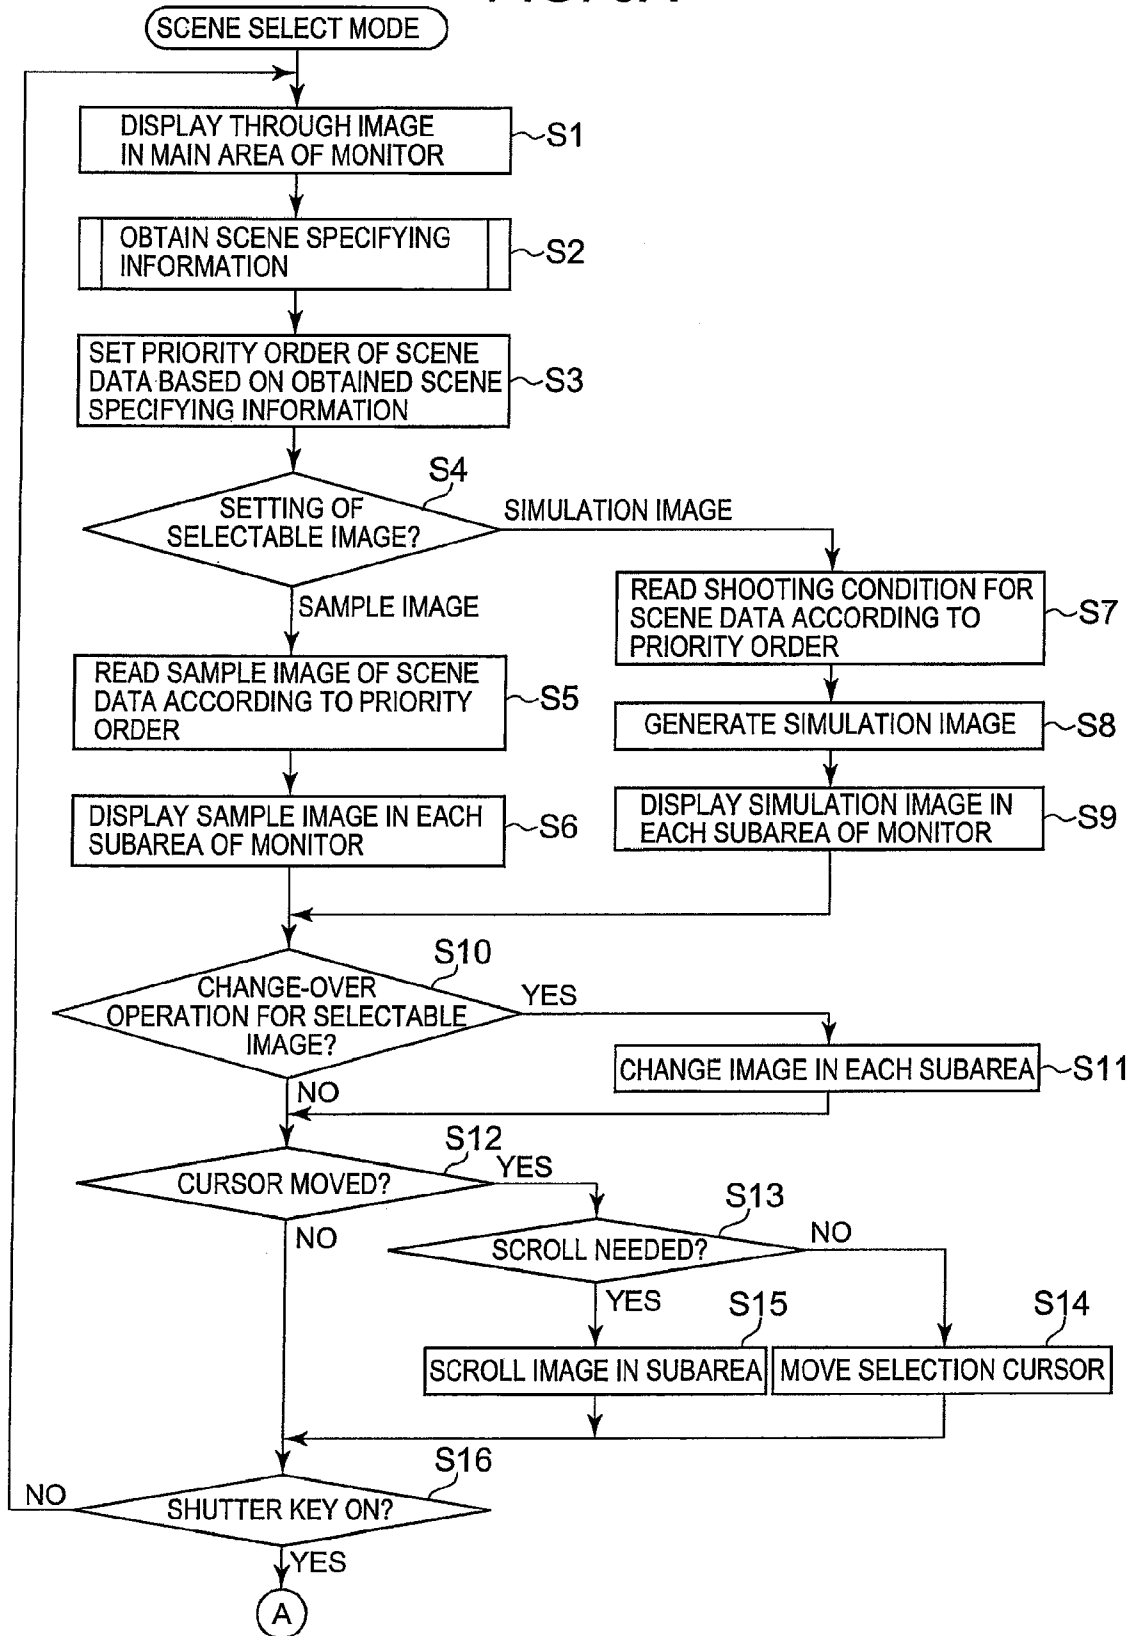 SCENE SELECT MODE
DISPLAY THROUGH IMAGE
IN MAIN AREA OF MONITOR
S1
OBTAIN SCENE SPECIFYING
INFORMATION
S2
SET PRIORITY ORDER OF SCENE
DATA BASED ON OBTAINED SCENE
SPECIFYING INFORMATION
S3
S4
SETTING OF
SELECTABLE IMAGE?
SIMULATION IMAGE
SAMPLE IMAGE
READ SHOOTING CONDITION FOR
SCENE DATA ACCORDING TO
PRIORITY ORDER
S7
READ SAMPLE IMAGE OF SCENE
DATA ACCORDING TO PRIORITY
ORDER
S5
GENERATE SIMULATION IMAGE
S8
DISPLAY SAMPLE IMAGE IN EACH
SUBAREA OF MONITOR
S6
DISPLAY SIMULATION IMAGE IN
EACH SUBAREA OF MONITOR
S9
S10
CHANGE-OVER
OPERATION FOR SELECTABLE
IMAGE?
YES
NO
CHANGE IMAGE IN EACH SUBAREA
S11
S12
CURSOR MOVED?
YES
NO
S13
SCROLL NEEDED?
NO
YES
S15
SCROLL IMAGE IN SUBAREA
S14
MOVE SELECTION CURSOR
S16
SHUTTER KEY ON?
NO
YES
A